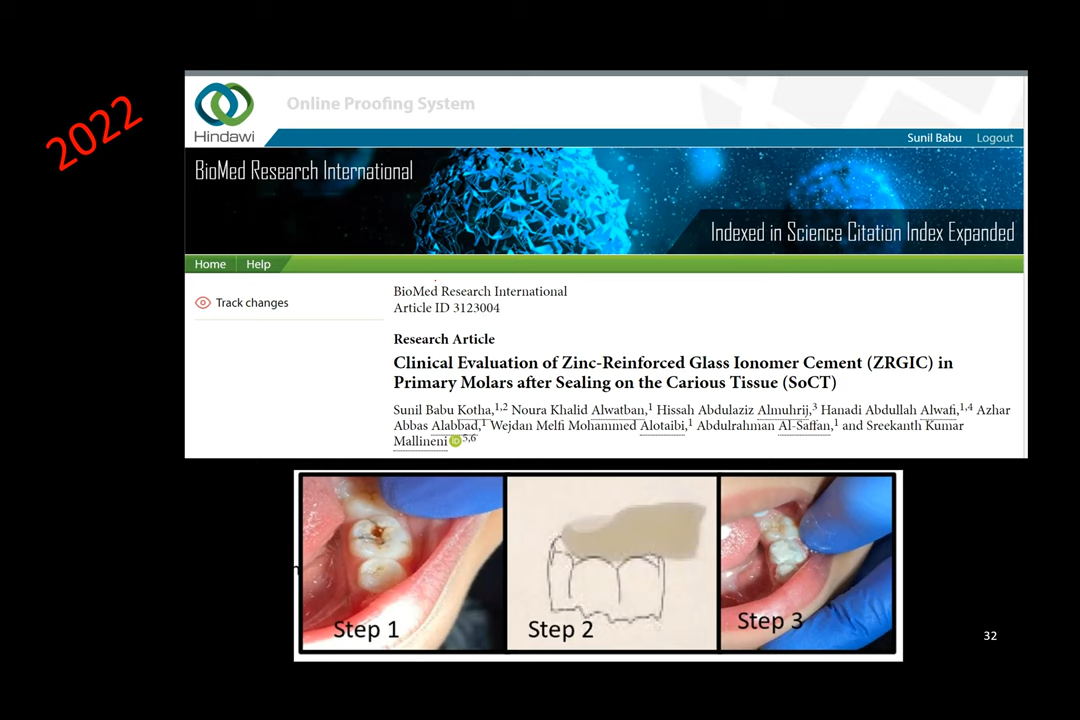 2022
Hindawi
Online Proofing System
Sunil Babu Logout
BioMed Research International
Indexed in Science Citation Index Expanded
Home Help
Track changes
BioMed Research International
Article ID 3123004
Research Article
Clinical Evaluation of Zinc-Reinforced Glass Ionomer Cement (ZRGIC) in
Primary Molars after Sealing on the Carious Tissue (SoCT)
Sunil Babu Kotha,1,2 Noura Khalid Alwatban,1 Hissah Abdulaziz Almuhrij,3 Hanadi Abdullah Alwafi,1,4 Azhar
Abbas Alabbad,1 Wejdan Melfi Mohammed Alotaibi,1 Abdulrahman Al-Saffan,1 and Sreekanth Kumar
Mallineni iD 5,6
Step 1
Step 2
Step 3
32